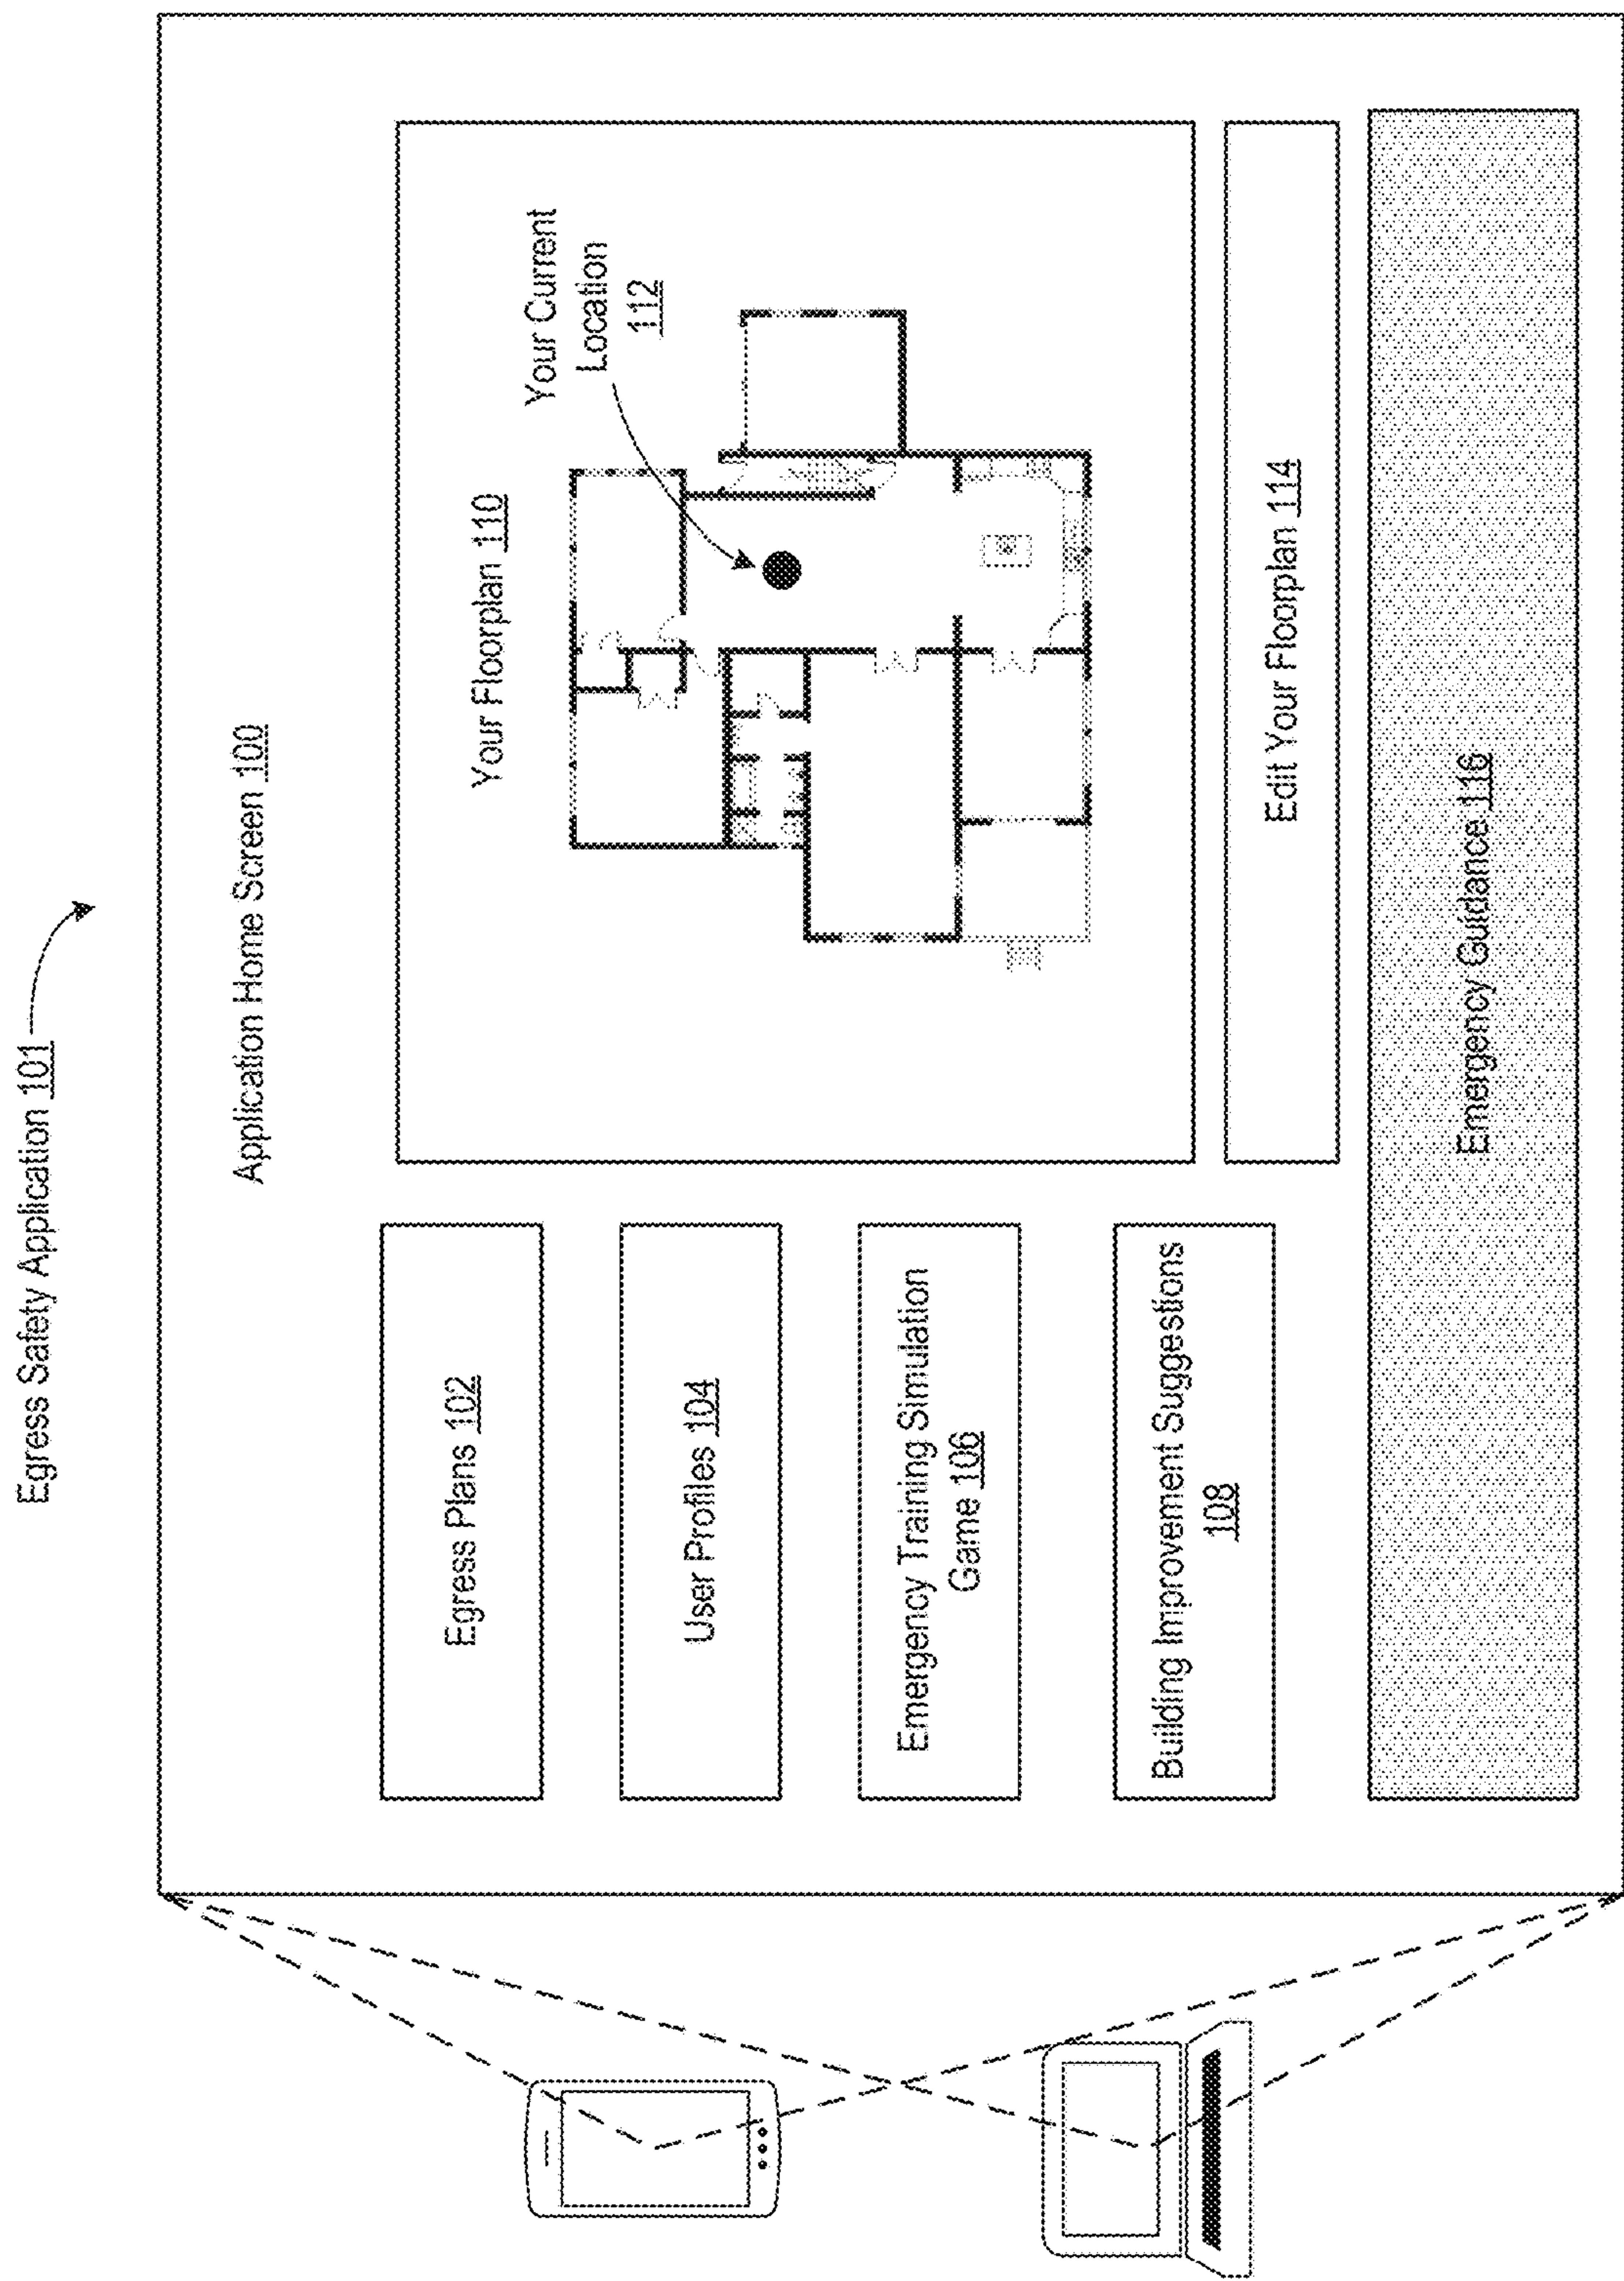 Egress Safety Application 101
Application Home Screen 100
Egress Plans 102
User Profiles 104
Emergency Training Simulation
Game 106
Building Improvement Suggestions
108
Your Floorplan 110
Your Current
Location
112
Edit Your Floorplan 114
Emergency Guidance 116